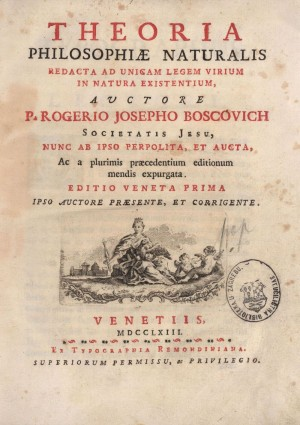 THEORIA
PHILOSOPHIÆ NATURALIS
REDACTA AD UNICAM LEGEM VIRIUM
IN NATURA EXISTENTIUM,
AUCTORE
P. ROGERIO JOSEPHO BOSCOVICH
SOCIETATIS JESU,
NUNC AB IPSO PERPOLITA, ET AUCTA,
Ac a plurimis præcedentium editionum
mendis expurgata.
EDITIO VENETA PRIMA
IPSO AUCTORE PRÆSENTE, ET CORRIGENTE.
VENETIIS,
MDCCLXIII.
EX TYPOGRAPHIA REMONDINIANA.
SUPERIORUM PERMISSU, ac PRIVILEGIO.